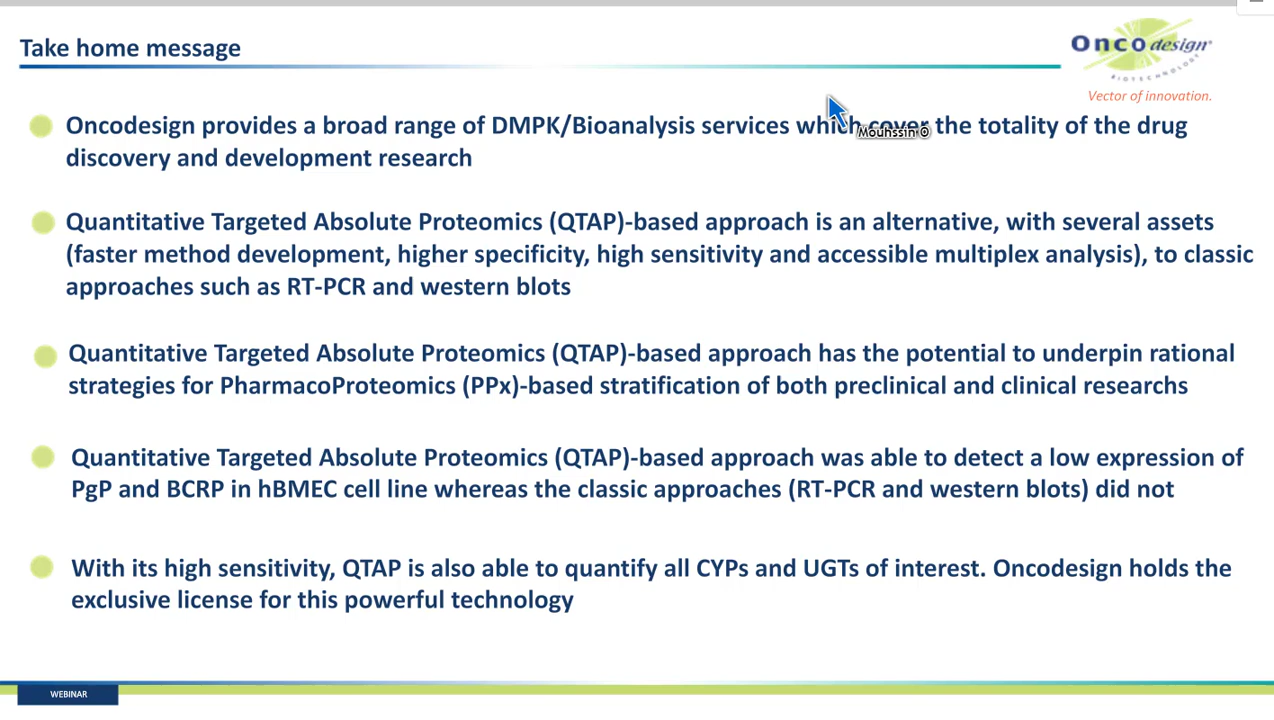 Take home message
Oncodesign
BIOTECHNOLOGY
Vector of innovation.
Oncodesign provides a broad range of DMPK/Bioanalysis services which cover the totality of the drug
Mouhssin O
discovery and development research
Quantitative Targeted Absolute Proteomics (QTAP)-based approach is an alternative, with several assets
(faster method development, higher specificity, high sensitivity and accessible multiplex analysis), to classic
approaches such as RT-PCR and western blots
Quantitative Targeted Absolute Proteomics (QTAP)-based approach has the potential to underpin rational
strategies for PharmacoProteomics (PPx)-based stratification of both preclinical and clinical researchs
Quantitative Targeted Absolute Proteomics (QTAP)-based approach was able to detect a low expression of
PgP and BCRP in hBMEC cell line whereas the classic approaches (RT-PCR and western blots) did not
With its high sensitivity, QTAP is also able to quantify all CYPs and UGTs of interest. Oncodesign holds the
exclusive license for this powerful technology
WEBINAR